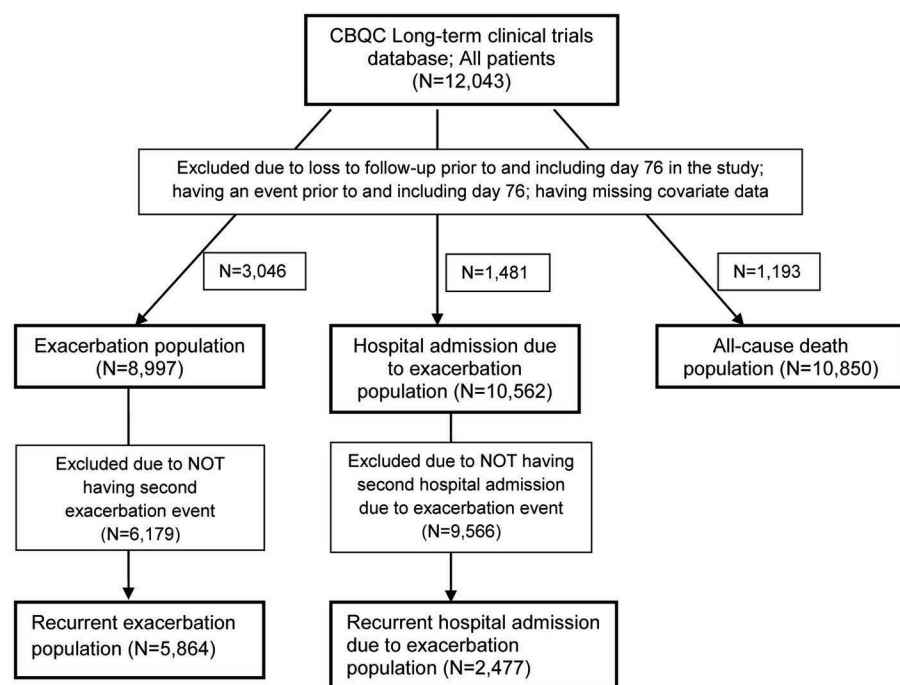 CBQC Long-term clinical trials
database; All patients
(N=12,043)
Excluded due to loss to follow-up prior to and including day 76 in the study;
having an event prior to and including day 76; having missing covariate data
N=3,046
N=1,481
N=1,193
Exacerbation population
(N=8,997)
Hospital admission due
to exacerbation
population (N=10,562)
All-cause death
population (N=10,850)
Excluded due to NOT
having second
exacerbation event
(N=6,179)
Excluded due to NOT having
second hospital admission
due to exacerbation event
(N=9,566)
Recurrent exacerbation
population (N=5,864)
Recurrent hospital admission
due to exacerbation
population (N=2,477)